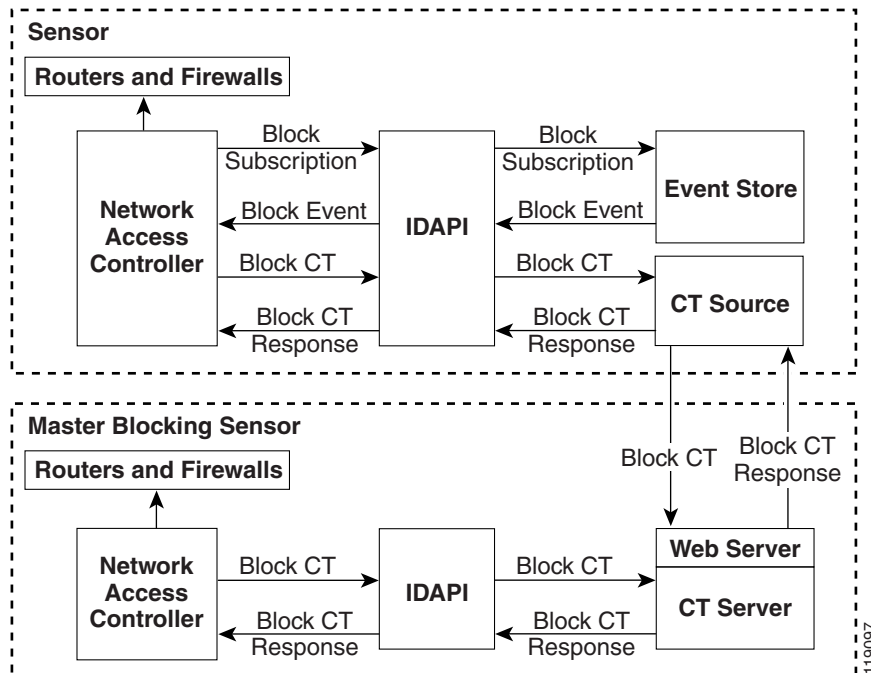 Sensor
Routers and Firewalls
Network
Access
Controller
Block
Subscription
Block Event
Block CT
Block CT
Response
IDAPI
Block
Subscription
Block Event
Block CT
Block CT
Response
Event Store
CT Source
Block CT
Block CT
Response
Master Blocking Sensor
Routers and Firewalls
Network
Access
Controller
Block CT
Block CT
Response
IDAPI
Block CT
Block CT
Response
Web Server
CT Server
119097